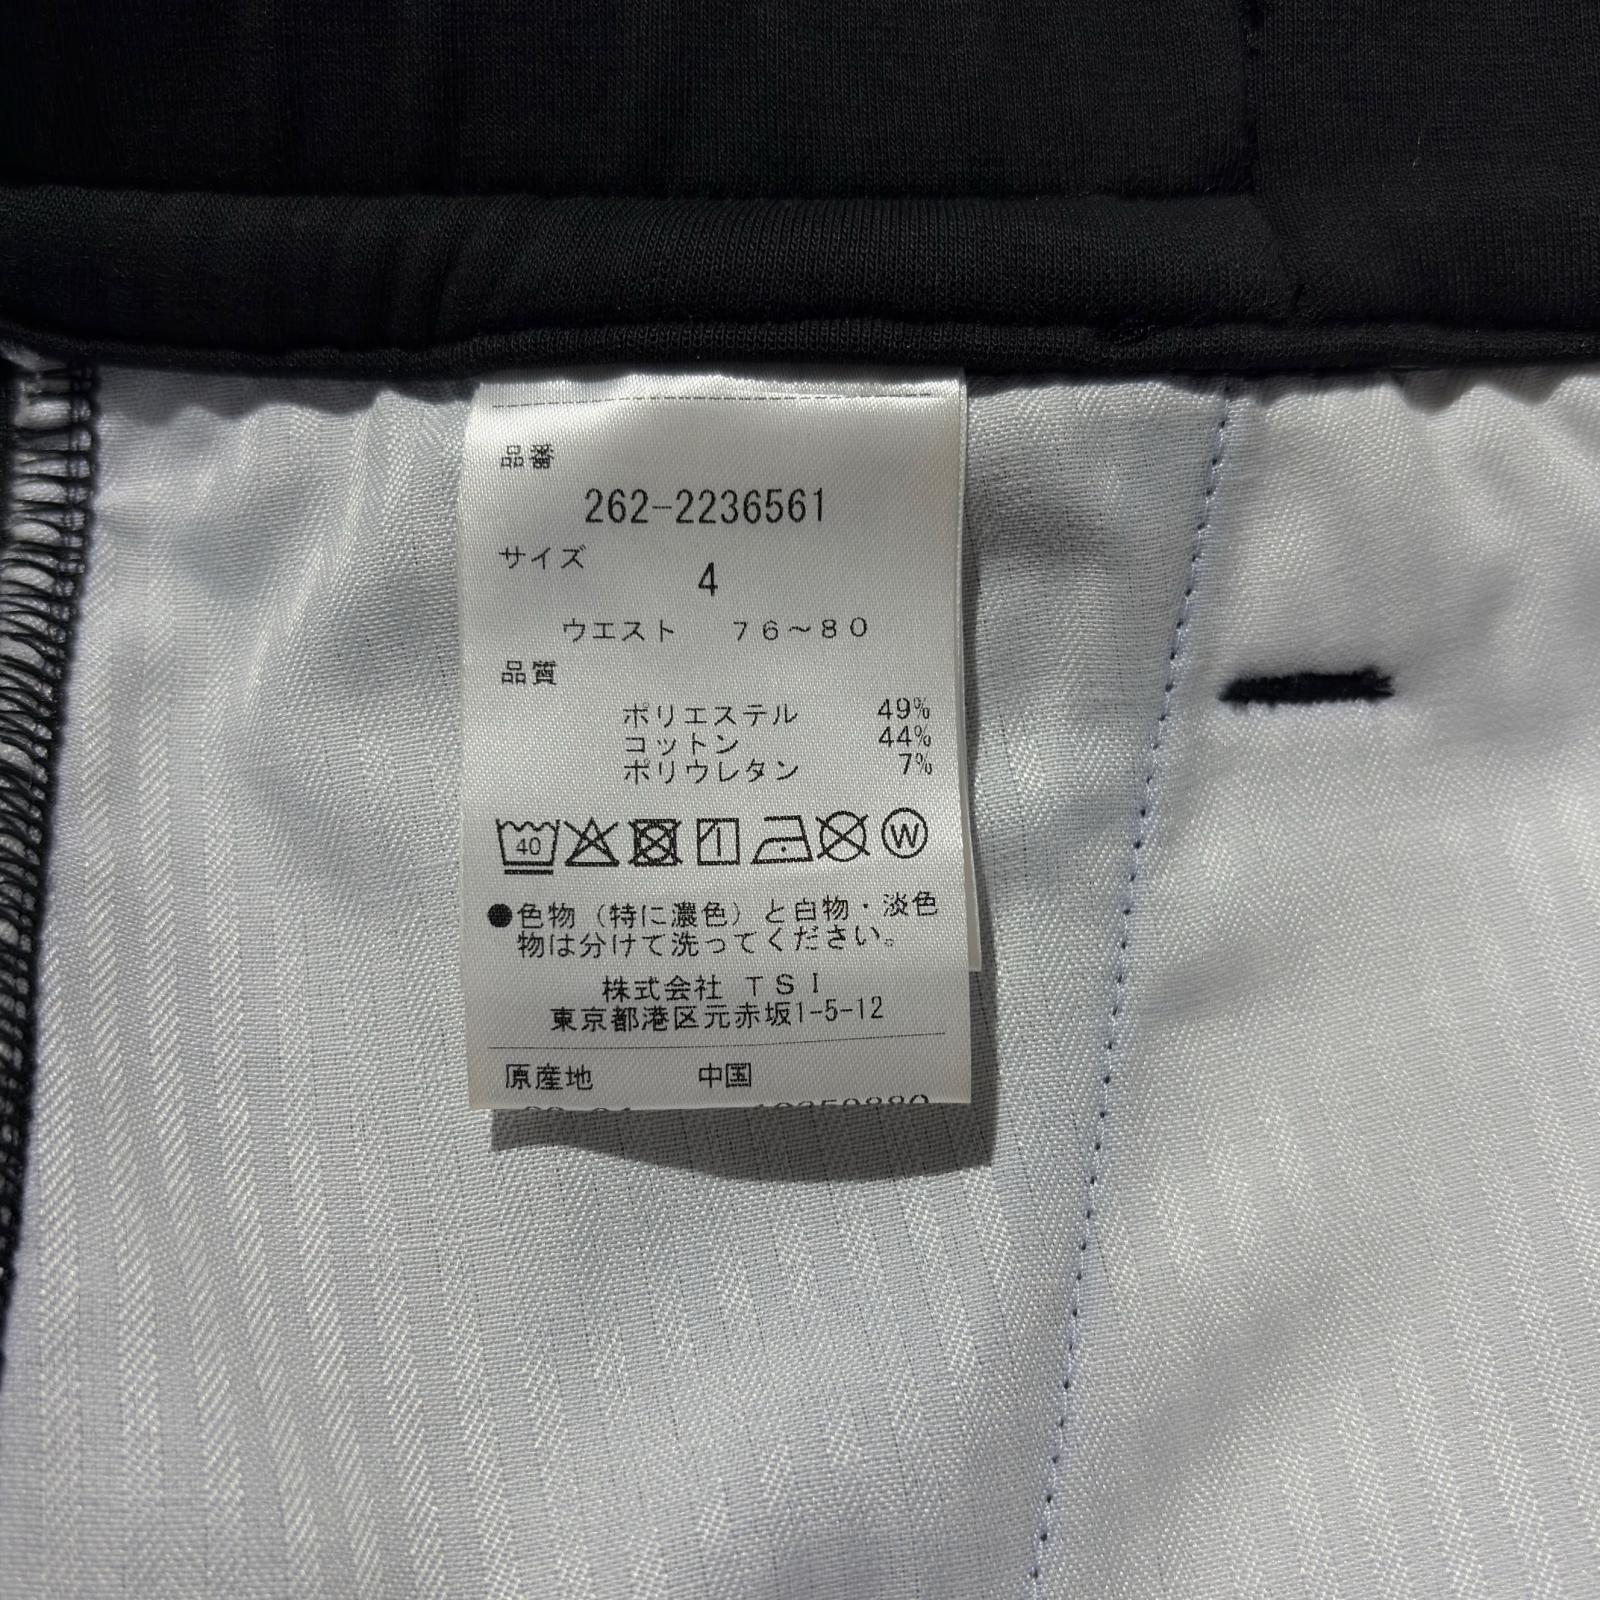 品番
262-2236561
サイズ
4
ウエスト 76～80
品質
ポリエステル 49%
コットン 44%
ポリウレタン 7%
40 W
●色物（特に濃色）と白物・淡色
物は分けて洗ってください。
株式会社 TSI
東京都港区元赤坂1-5-12
原産地 中国